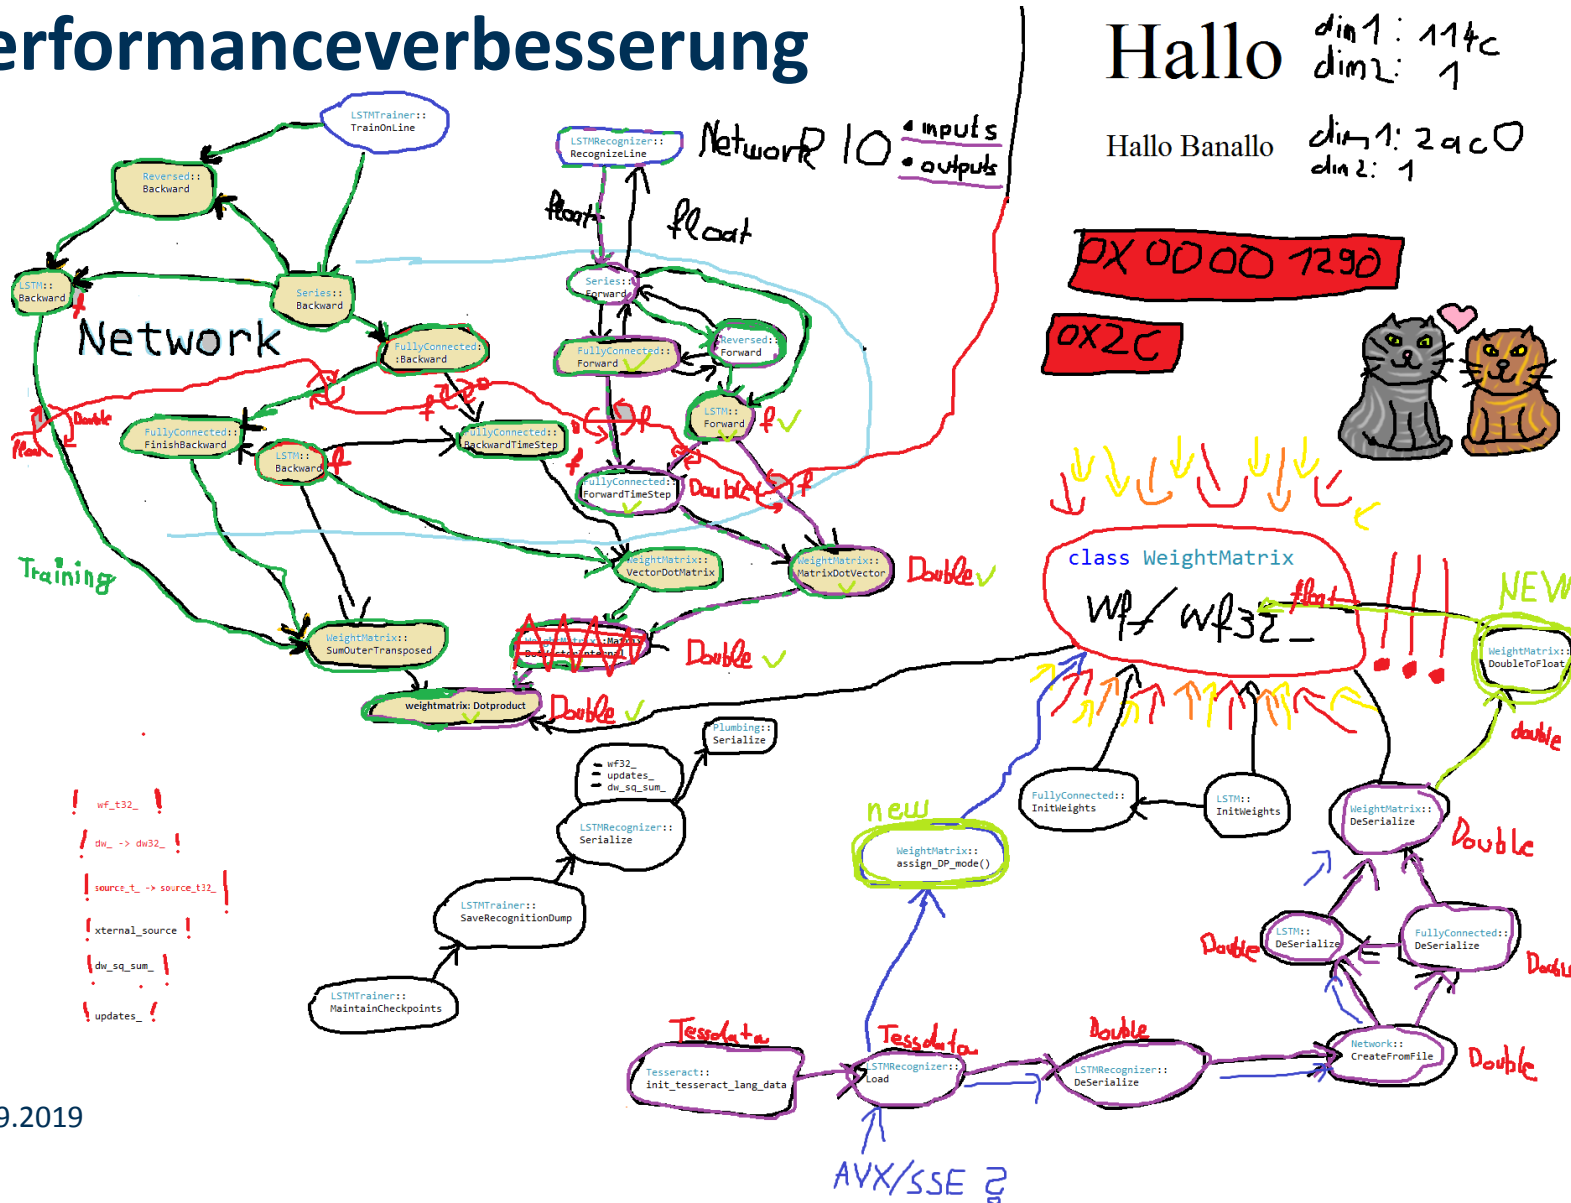 erformanceverbesserung
Hallo
dim1: 114c
dim2: 1
Hallo Banallo
dim1: 2ac0
dim2: 1
0X 0000 1290
0X2C
LSTMTrainer::
TrainOnLine
LSTMRecognizer::
RecognizeLine
NetworR IO
• inputs
• outputs
float
float
Reversed::
Backward
LSTM::
Backward
f
Series::
Backward
Series::
Forward
Network
FullyConnected:
:Backward
FullyConnected::
Forward
Reversed::
Forward
LSTM::
Forward
f
Double
float
f
f
FullyConnected::
FinishBackward
LSTM::
Backward
f
FullyConnected::
BackwardTimeStep
f
FullyConnected::
ForwardTimeStep
Double
f
Training
WeightMatrix::
VectorDotMatrix
WeightMatrix::
MatrixDotVector
Double
WeightMatrix::
SumOuterTransposed
WeightMatrix::Matrix
DotVectorInternal
Double
weightmatrix: Dotproduct
Double
class WeightMatrix
wf/wf32_
float
!!!
NEW
WeightMatrix::
DoubleToFloat
double
Plumbing::
Serialize
wf32_
updates_
dw_sq_sum_
LSTMRecognizer::
Serialize
LSTMTrainer::
SaveRecognitionDump
LSTMTrainer::
MaintainCheckpoints
! wf_t32_ !
! dw_ -> dw32_ !
! source_t_ -> source_t32_ !
! xternal_source !
! dw_sq_sum_ !
! updates_ !
new
WeightMatrix::
assign_DP_mode()
FullyConnected::
InitWeights
LSTM::
InitWeights
WeightMatrix::
DeSerialize
Double
LSTM::
DeSerialize
Double
FullyConnected::
DeSerialize
Double
Tessdata
Tesseract::
init_tesseract_lang_data
Tessdata
LSTMRecognizer::
Load
Double
LSTMRecognizer::
DeSerialize
Network::
CreateFromFile
Double
AVX/SSE ?
9.2019